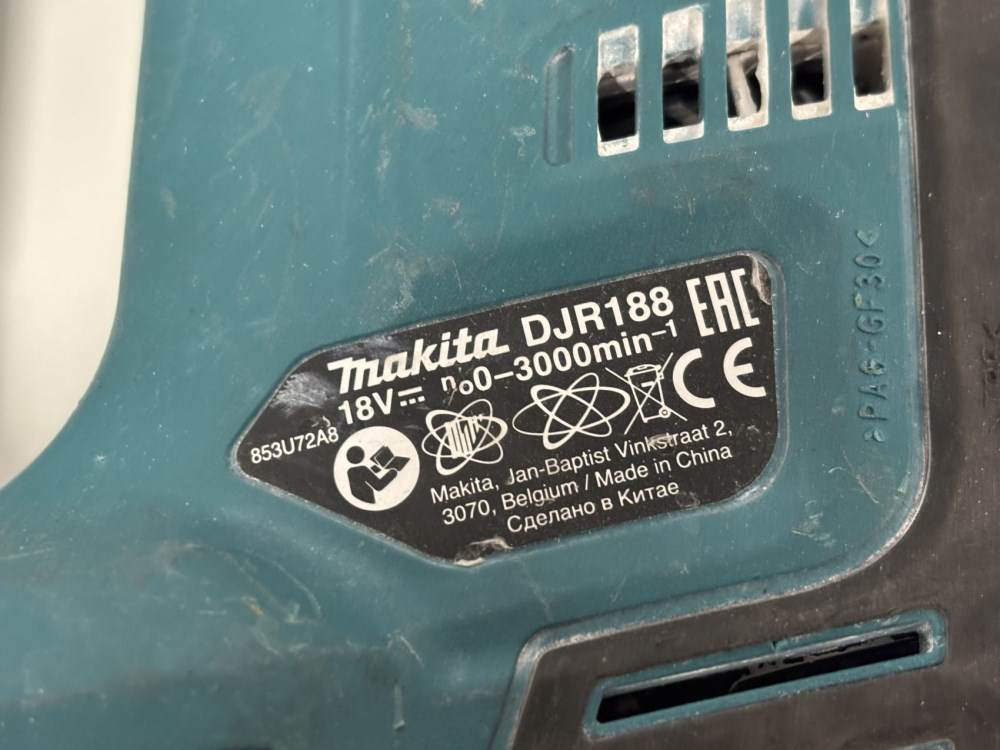 makita DJR188 EAC
18V n₀0–3000min⁻¹
853U72A8 CE
Makita, Jan-Baptist Vinkstraat 2,
3070, Belgium / Made in China
Сделано в Китае
>PA6-GF30<